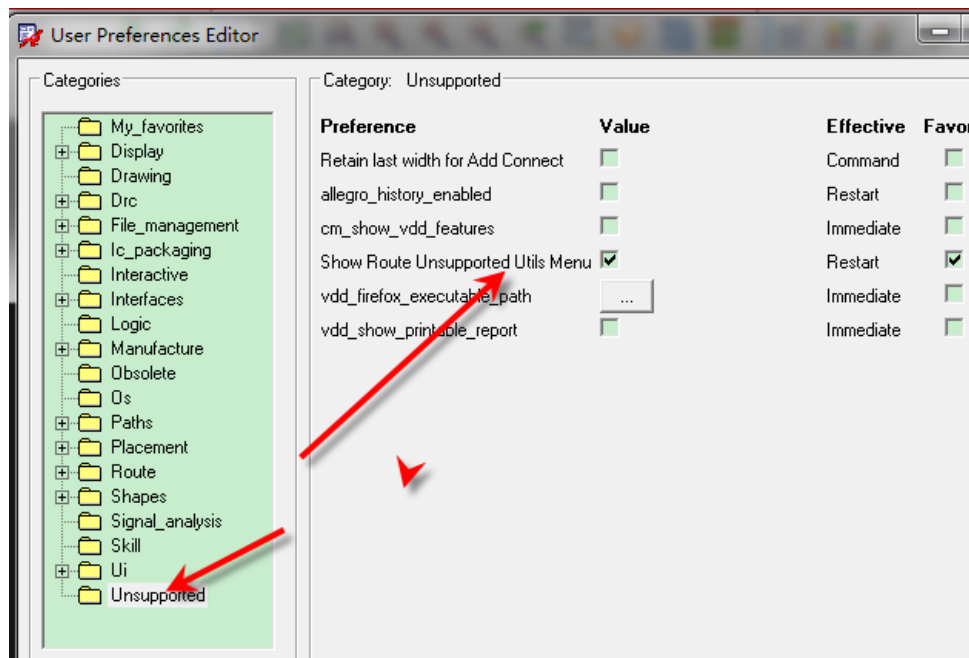 User Preferences Editor
Categories
My_favorites
Display
Drawing
Drc
File_management
Ic_packaging
Interactive
Interfaces
Logic
Manufacture
Obsolete
Os
Paths
Placement
Route
Shapes
Signal_analysis
Skill
Ui
Unsupported
Category: Unsupported
Preference Value Effective Favor
Retain last width for Add Connect Command
allegro_history_enabled Restart
cm_show_vdd_features Immediate
Show Route Unsupported Utils Menu Restart
vdd_firefox_executable_path ... Immediate
vdd_show_printable_report Immediate